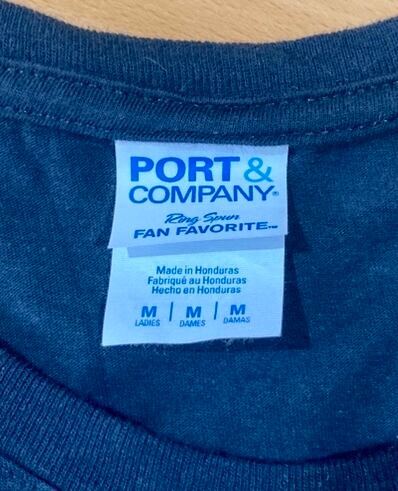 PORT &
COMPANY®
Ring Spun
FAN FAVORITE™
Made in Honduras
Fabriqué au Honduras
Hecho en Honduras
M | M | M
LADIES DAMES DAMAS